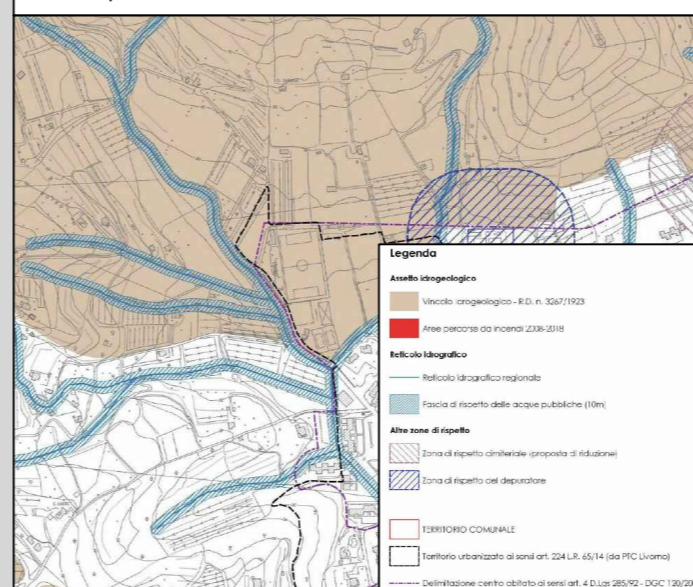 Legenda
Assetto idrogeologico
Vincolo idrogeologico - R.D. n. 3267/1923
Aree percorse da incendi 2008-2018
Reticolo idrografico
Reticolo idrografico regionale
Fascia di rispetto delle acque pubbliche (10m)
Altre zone di rispetto
Zona di rispetto cimiteriale (proposta di riduzione)
Zona di rispetto del depuratore
TERRITORIO COMUNALE
Territorio urbanizzato ai sensi art. 224 L.R. 65/14 (da PTC Livorno)
Delimitazione centro abitato ai sensi art. 4 D.Lgs 285/92 - DGC 120/20